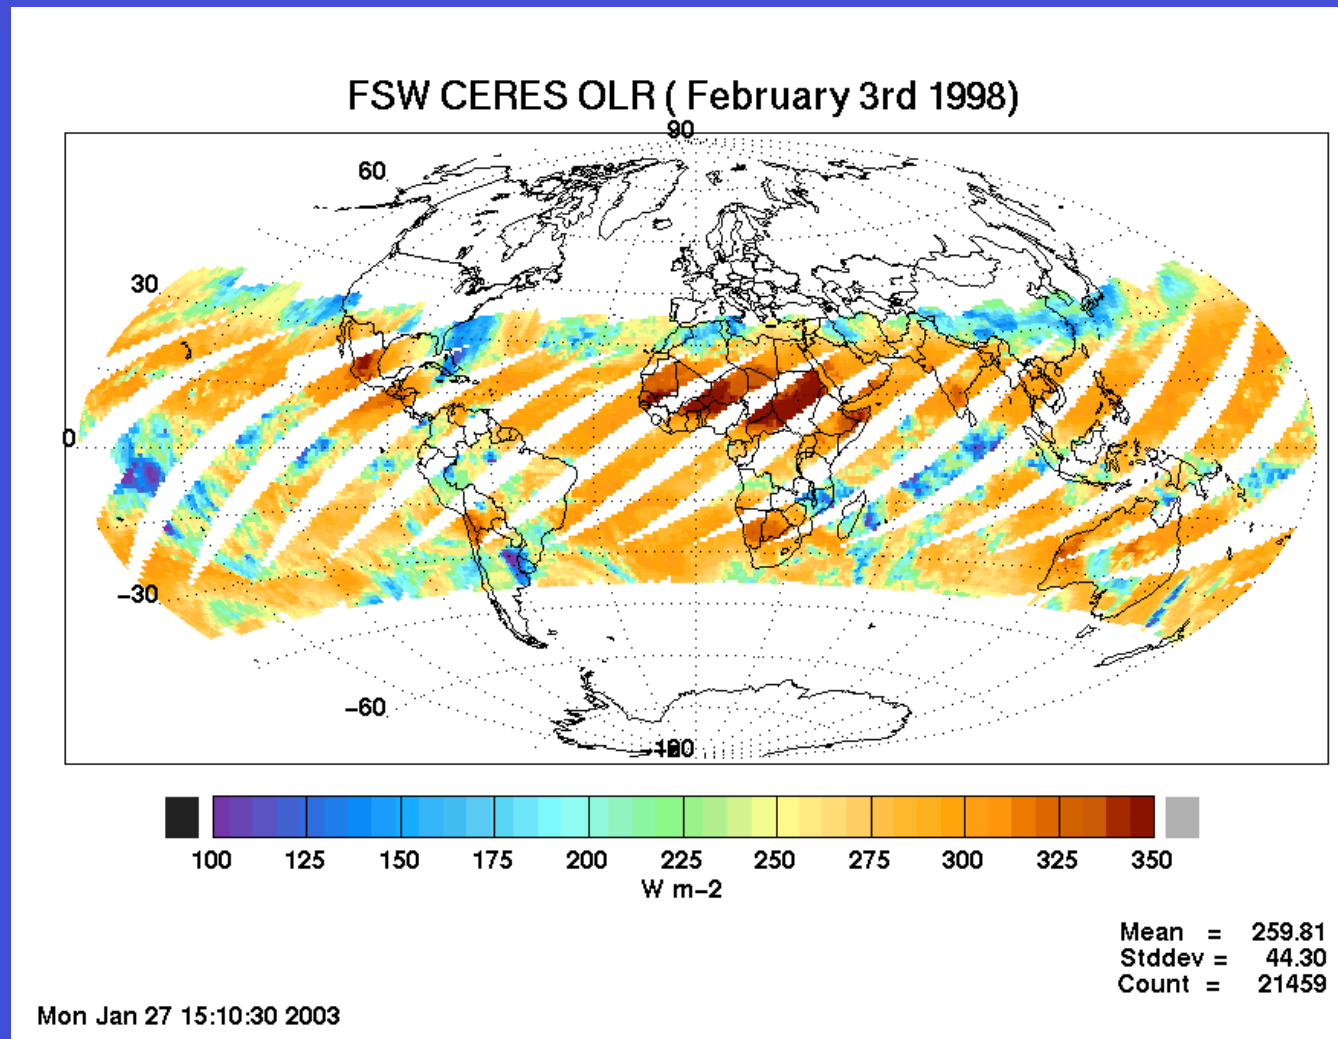 FSW CERES OLR ( February 3rd 1998)
90
60
30
0
−30
−60
100 125 150 175 200 225 250 275 300 325 350
W m−2
Mean = 259.81
Stddev = 44.30
Count = 21459
Mon Jan 27 15:10:30 2003